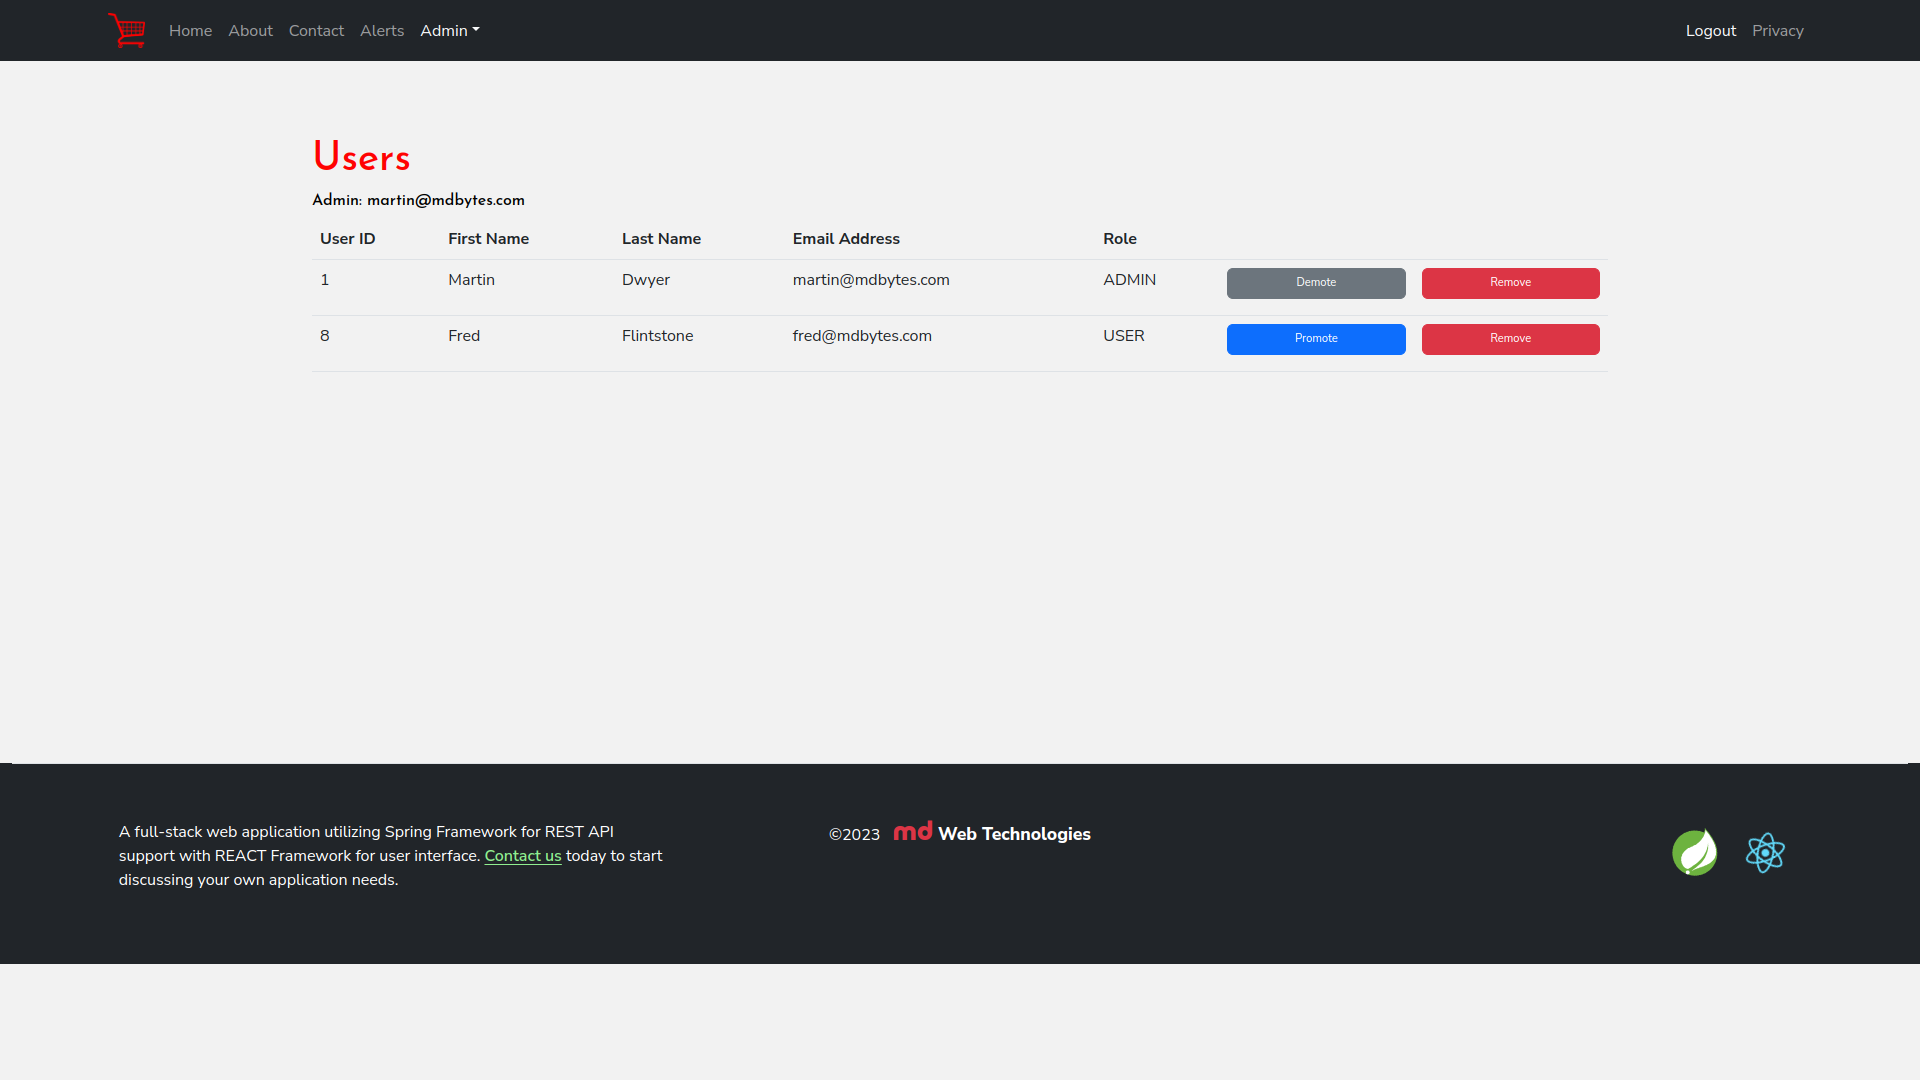 Home About Contact Alerts Admin Logout Privacy
Users
Admin: martin@mdbytes.com
User ID First Name Last Name Email Address Role
1 Martin Dwyer martin@mdbytes.com ADMIN Demote Remove
8 Fred Flintstone fred@mdbytes.com USER Promote Remove
A full-stack web application utilizing Spring Framework for REST API
support with REACT Framework for user interface. Contact us today to start
discussing your own application needs.
©2023 md Web Technologies